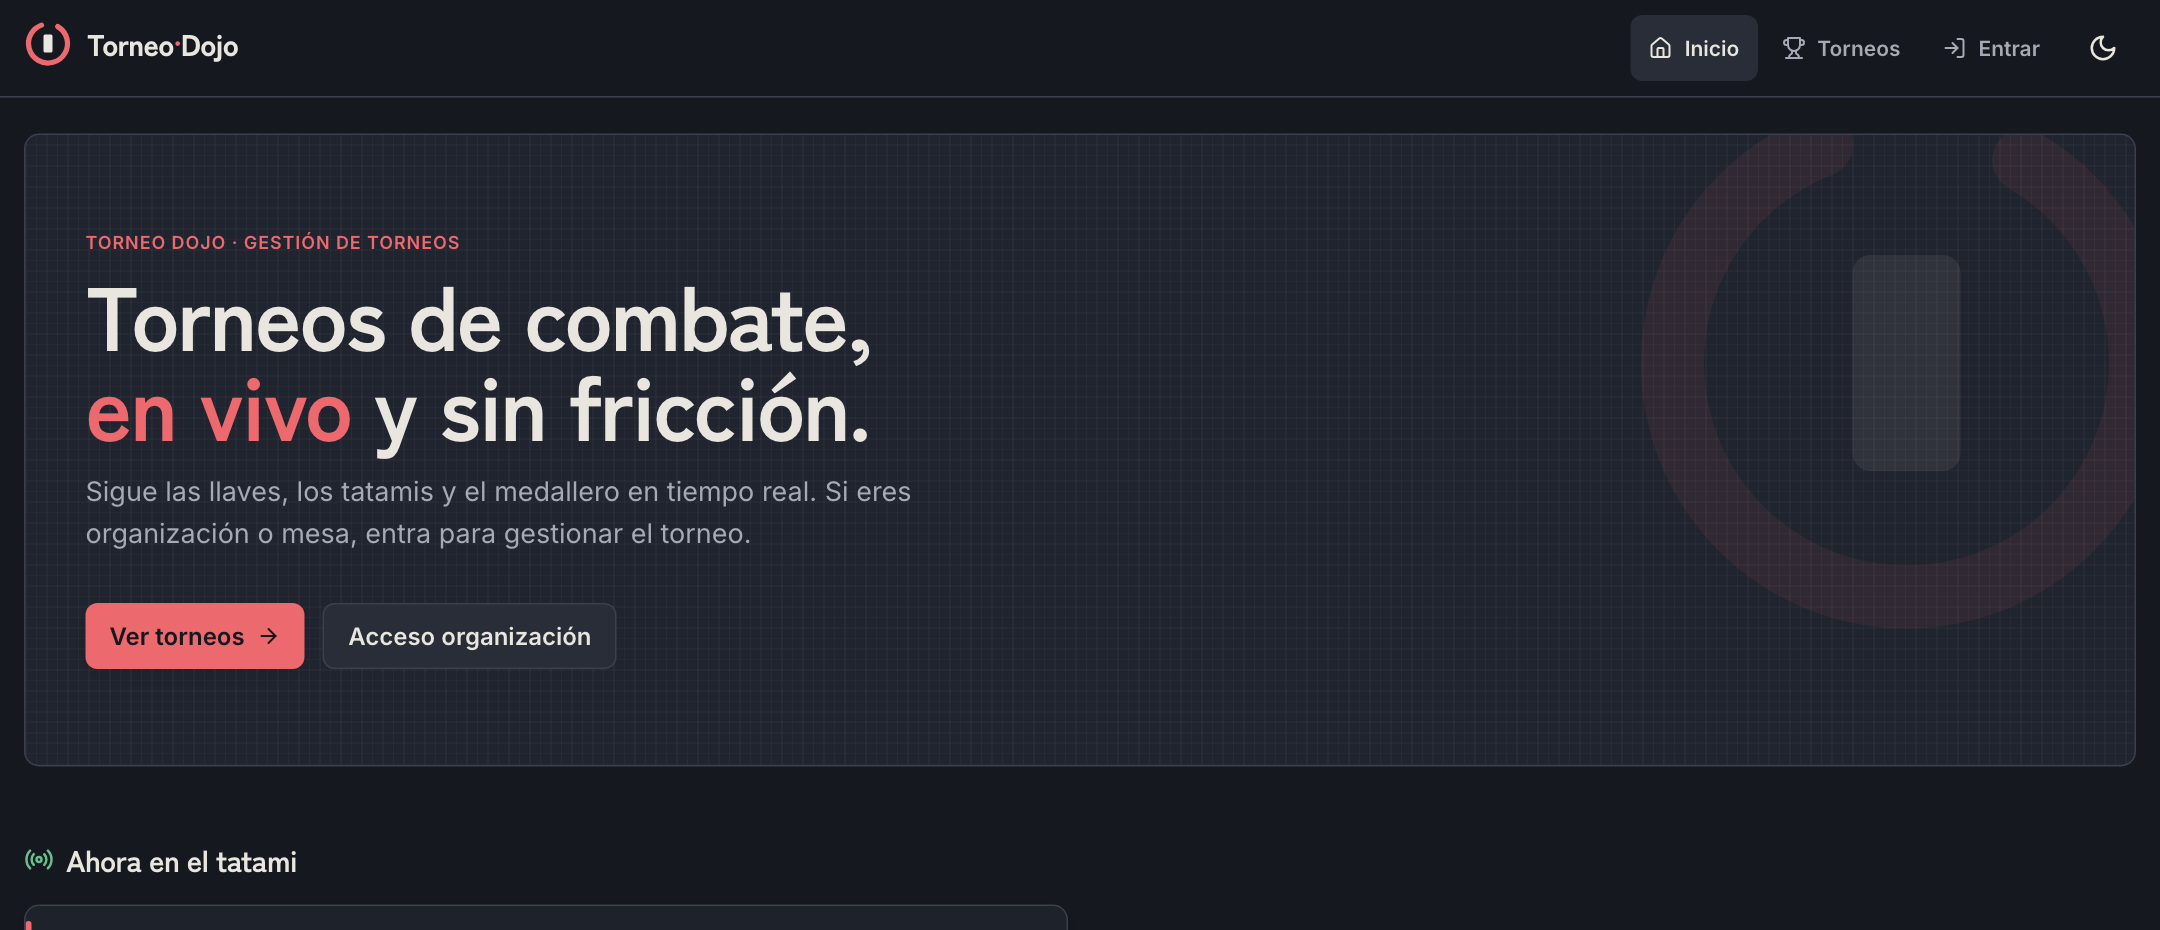 Torneo·Dojo
Inicio
Torneos
Entrar
TORNEO DOJO · GESTIÓN DE TORNEOS
Torneos de combate,
en vivo y sin fricción.
Sigue las llaves, los tatamis y el medallero en tiempo real. Si eres
organización o mesa, entra para gestionar el torneo.
Ver torneos →
Acceso organización
Ahora en el tatami